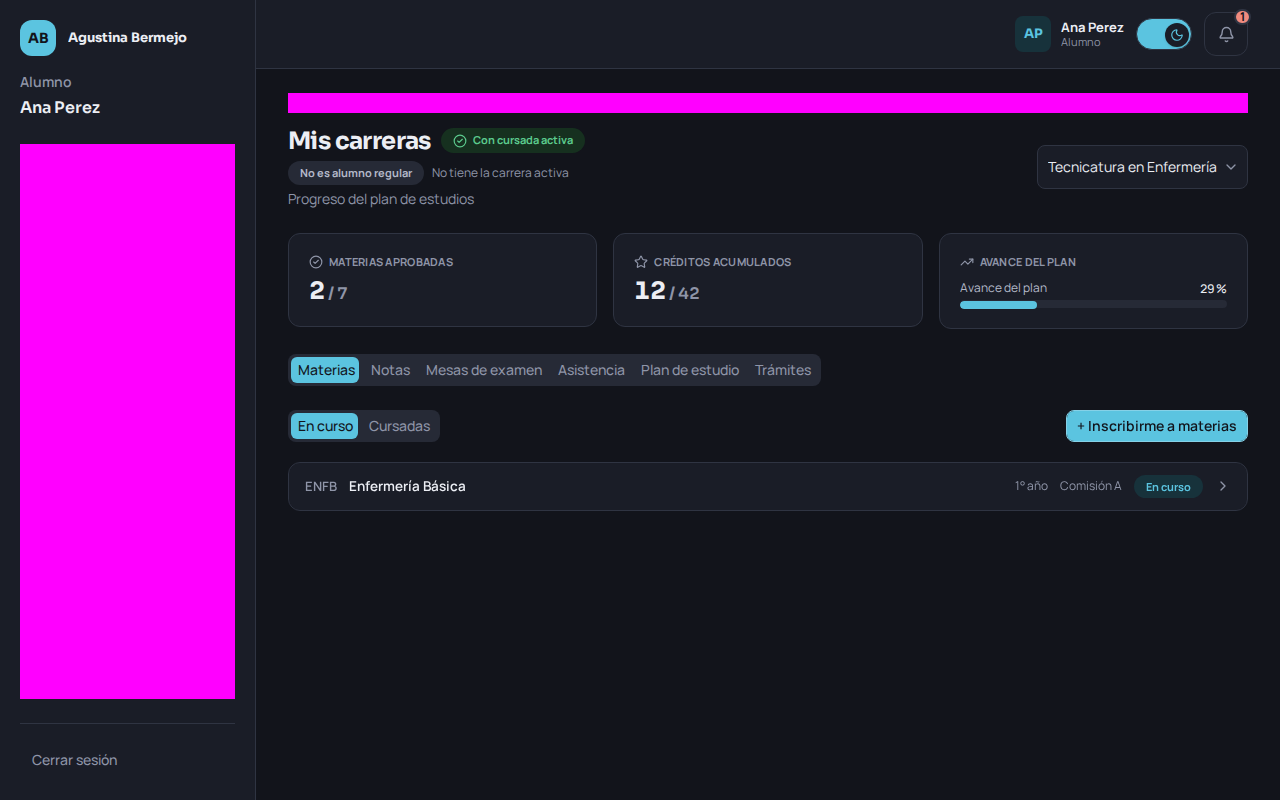 AB
Agustina Bermejo
Alumno
Ana Perez
Cerrar sesión
AP
Ana Perez
Alumno
1
Mis carreras
Con cursada activa
No es alumno regular
No tiene la carrera activa
Progreso del plan de estudios
Tecnicatura en Enfermería
MATERIAS APROBADAS
2 / 7
CRÉDITOS ACUMULADOS
12 / 42
AVANCE DEL PLAN
Avance del plan
29 %
Materias
Notas
Mesas de examen
Asistencia
Plan de estudio
Trámites
En curso
Cursadas
+ Inscribirme a materias
ENFB
Enfermería Básica
1º año
Comisión A
En curso